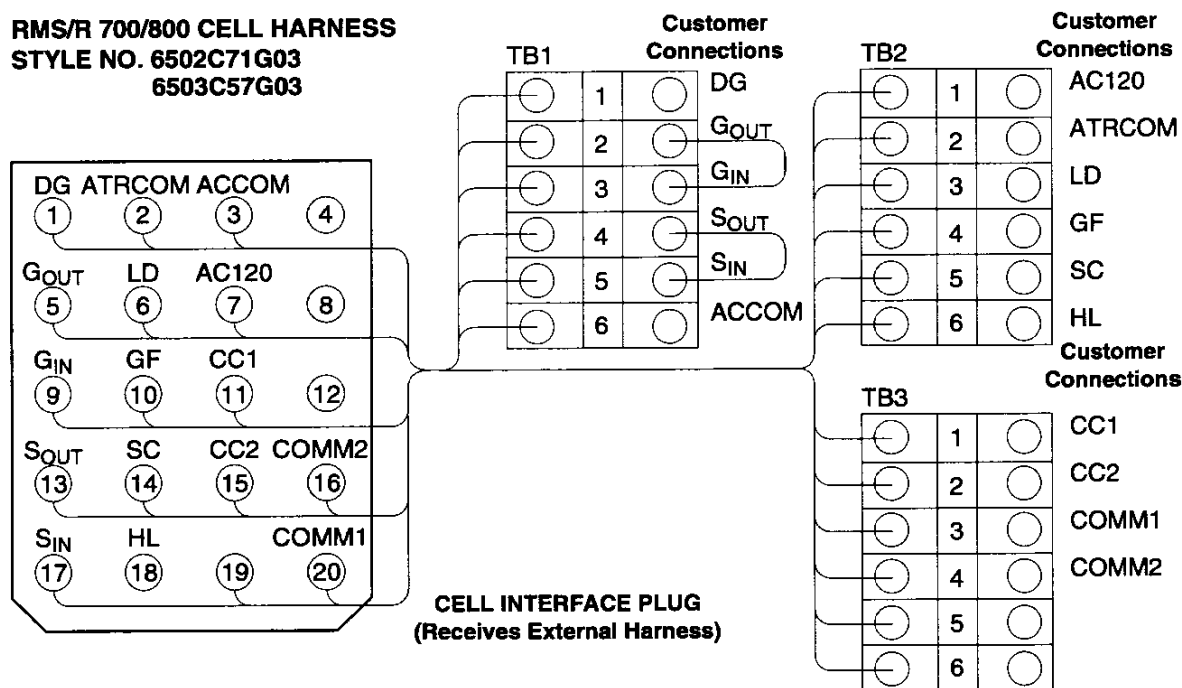 RMS/R 700/800 CELL HARNESS
STYLE NO. 6502C71G03
6503C57G03
DG ATRCOM ACCOM
1 2 3 4
GOUT LD AC120
5 6 7 8
GIN GF CC1
9 10 11 12
SOUT SC CC2 COMM2
13 14 15 16
SIN HL COMM1
17 18 19 20
CELL INTERFACE PLUG
(Receives External Harness)
TB1
Customer
Connections
1 DG
2 GOUT
3 GIN
4 SOUT
5 SIN
6 ACCOM
TB2
Customer
Connections
1 AC120
2 ATRCOM
3 LD
4 GF
5 SC
6 HL
TB3
Customer
Connections
1 CC1
2 CC2
3 COMM1
4 COMM2
5
6